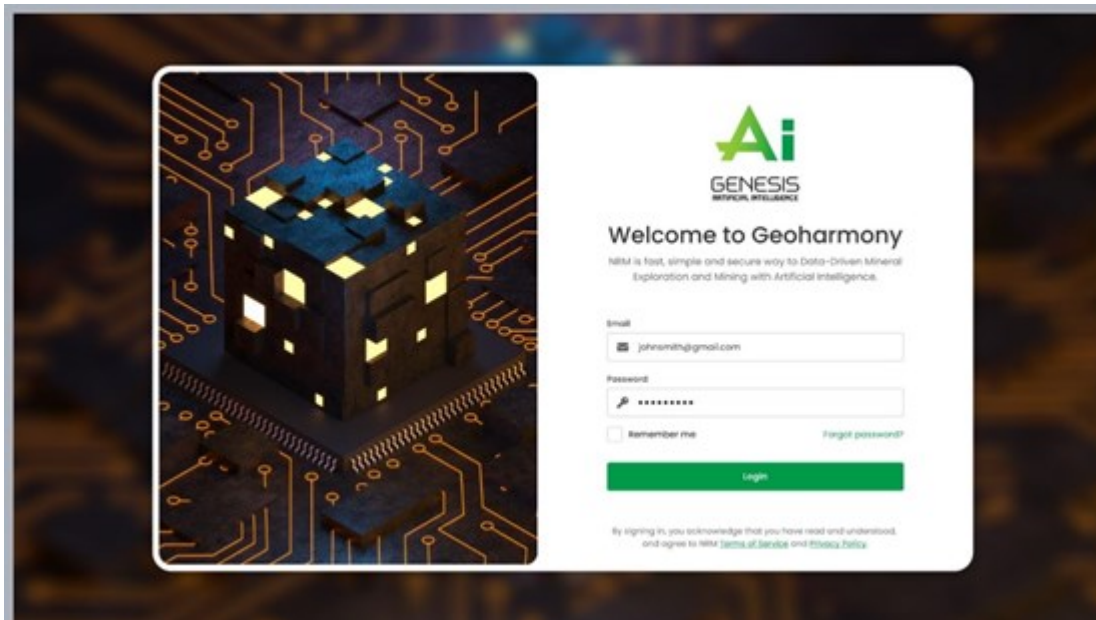 Ai
GENESIS
ARTIFICIAL INTELLIGENCE
Welcome to Geoharmony
NRM is fast, simple and secure way to Data-Driven Mineral
Exploration and Mining with Artificial Intelligence.
Email
johnsmith@gmail.com
Password
Remember me
Forgot password?
Login
By signing in, you acknowledge that you have read and understood,
and agree to NRM Terms of Service and Privacy Policy